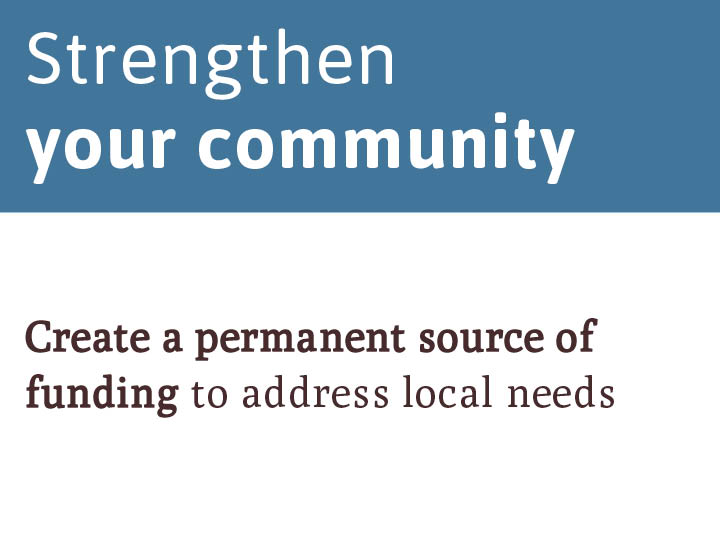 Strengthen
your community
Create a permanent source of
funding to address local needs